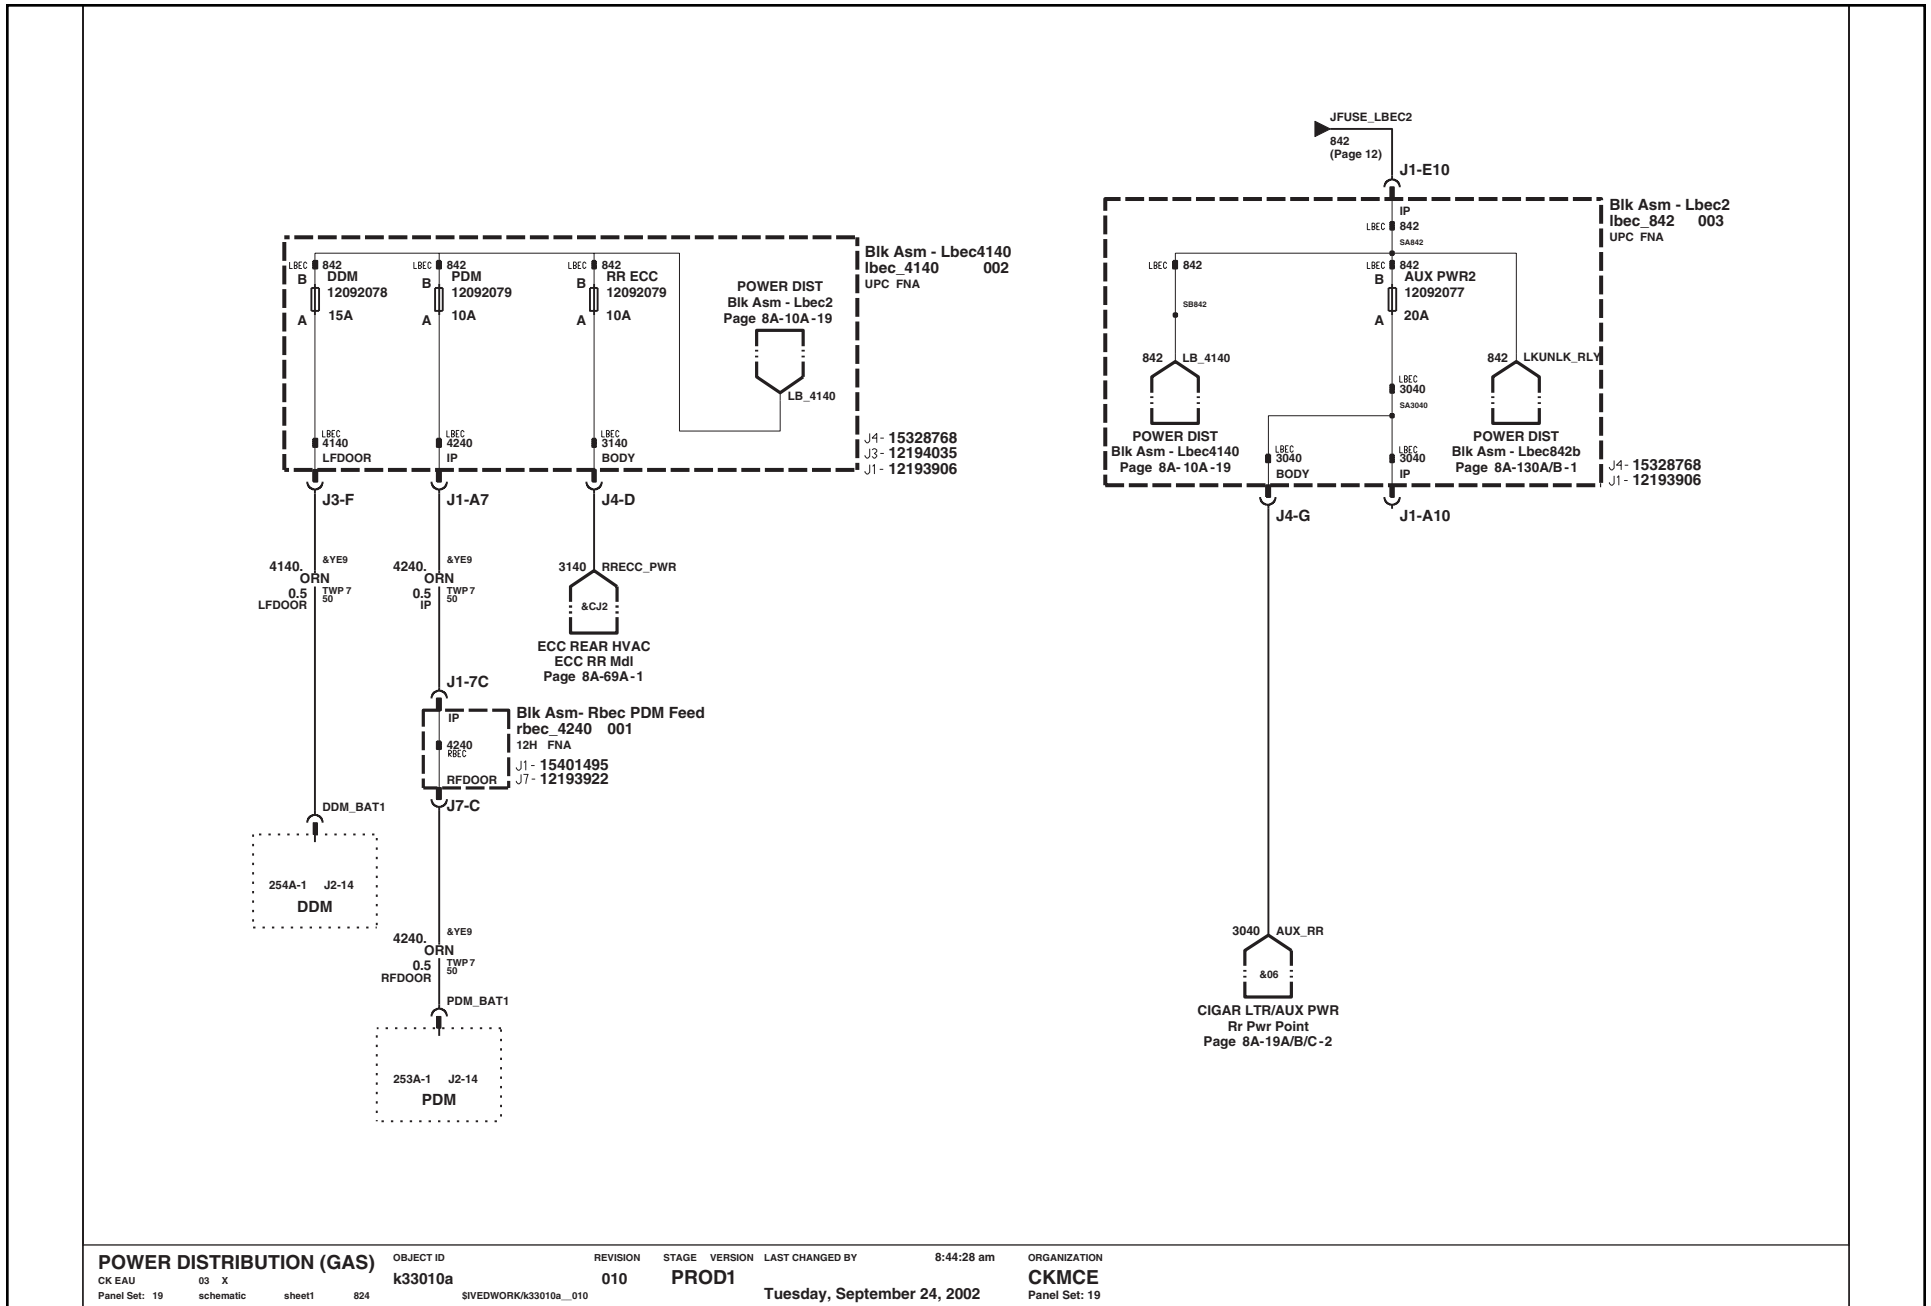 JFUSE_LBEC2
842
(Page 12)
J1-E10
Blk Asm - Lbec2
lbec_842 003
UPC FNA
IP
LBEC 842
SA842
LBEC 842
SB842
LBEC 842
B
AUX PWR2
12092077
A
20A
842 LB_4140
842 LKUNLK_RLY
LBEC
3040
SA3040
POWER DIST
Blk Asm - Lbec4140
Page 8A-10A-19
POWER DIST
Blk Asm - Lbec842b
Page 8A-130A/B-1
LBEC
3040
BODY
LBEC
3040
IP
J4- 15328768
J1- 12193906
J4-G
J1-A10
3040 AUX_RR
&06
CIGAR LTR/AUX PWR
Rr Pwr Point
Page 8A-19A/B/C-2
Blk Asm - Lbec4140
lbec_4140 002
UPC FNA
LBEC 842
B
DDM
12092078
A
15A
LBEC 842
B
PDM
12092079
A
10A
LBEC 842
B
RR ECC
12092079
A
10A
POWER DIST
Blk Asm - Lbec2
Page 8A-10A-19
LB_4140
LBEC
4140
LFDOOR
LBEC
4240
IP
LBEC
3140
BODY
J4- 15328768
J3- 12194035
J1- 12193906
J3-F
J1-A7
J4-D
4140. &YE9
ORN
0.5 TWP 7
50
LFDOOR
4240. &YE9
ORN
0.5 TWP 7
50
IP
3140 RRECC_PWR
&CJ2
ECC REAR HVAC
ECC RR Mdl
Page 8A-69A-1
J1-7C
IP
4240
RBEC
RFDOOR
Blk Asm- Rbec PDM Feed
rbec_4240 001
12H FNA
J1- 15401495
J7- 12193922
J7-C
DDM_BAT1
254A-1 J2-14
DDM
4240. &YE9
ORN
0.5 TWP 7
50
RFDOOR
PDM_BAT1
253A-1 J2-14
PDM
POWER DISTRIBUTION (GAS)
CK EAU 03 X
Panel Set: 19 schematic sheet1 824
OBJECT ID
k33010a
$IVEDWORK/k33010a__010
REVISION
010
STAGE VERSION
PROD1
LAST CHANGED BY 8:44:28 am
Tuesday, September 24, 2002
ORGANIZATION
CKMCE
Panel Set: 19